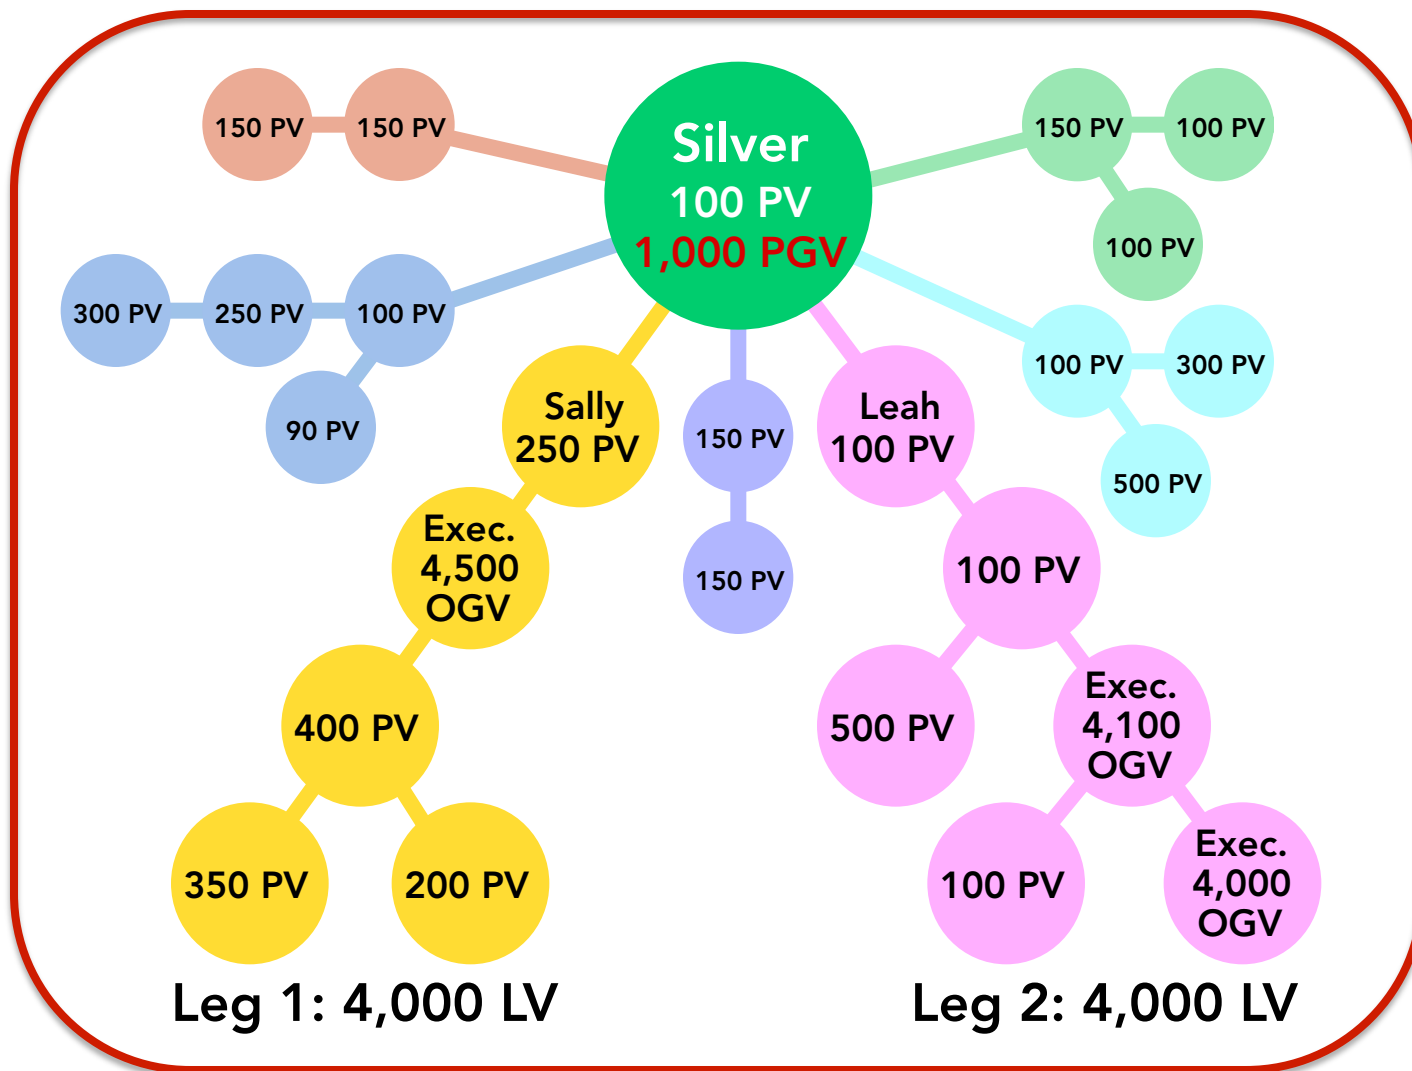 Silver
100 PV
1,000 PGV
150 PV
150 PV
150 PV
100 PV
100 PV
300 PV
250 PV
100 PV
90 PV
100 PV
300 PV
500 PV
Sally
250 PV
150 PV
150 PV
Leah
100 PV
Exec.
4,500
OGV
400 PV
350 PV
200 PV
100 PV
500 PV
Exec.
4,100
OGV
100 PV
Exec.
4,000
OGV
Leg 1: 4,000 LV
Leg 2: 4,000 LV